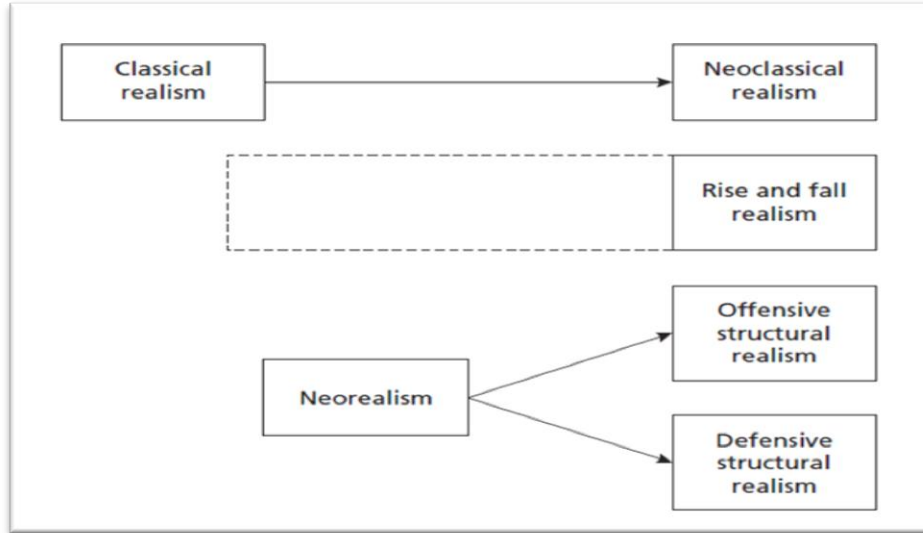 Classical
realism
Neoclassical
realism
Rise and fall
realism
Offensive
structural
realism
Neorealism
Defensive
structural
realism